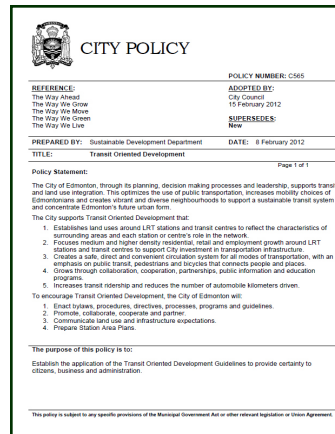 CITY POLICY
POLICY NUMBER: C565
REFERENCE:
The Way Ahead
The Way We Grow
The Way We Move
The Way We Green
The Way We Live
ADOPTED BY:
City Council
15 February 2012
SUPERSEDES:
New
PREPARED BY: Sustainable Development Department
DATE: 8 February 2012
TITLE: Transit Oriented Development
Page 1 of 1
Policy Statement:
The City of Edmonton, through its planning, decision making processes and leadership, supports transit
and land use integration. This optimizes the use of public transportation, increases mobility choices of
Edmontonians and creates vibrant and diverse neighbourhoods to support a sustainable transit system
and concentrate Edmonton's future urban form.
The City supports Transit Oriented Development that:
1. Establishes land uses around LRT stations and transit centres to reflect the characteristics of
surrounding areas and each station or centre's role in the network.
2. Focuses medium and higher density residential, retail and employment growth around LRT
stations and transit centres to support City investment in transportation infrastructure.
3. Creates a safe, direct and convenient circulation system for all modes of transportation, with an
emphasis on public transit, pedestrians and bicycles that connects people and places.
4. Grows through collaboration, cooperation, partnerships, public information and education
programs.
5. Increases transit ridership and reduces the number of automobile kilometers driven.
To encourage Transit Oriented Development, the City of Edmonton will:
1. Enact bylaws, procedures, directives, processes, programs and guidelines.
2. Promote, collaborate, cooperate and partner.
3. Communicate land use and infrastructure expectations.
4. Prepare Station Area Plans.
The purpose of this policy is to:
Establish the application of the Transit Oriented Development Guidelines to provide certainty to
citizens, business and administration.
This policy is subject to any specific provisions of the Municipal Government Act or other relevant legislation or Union Agreement.